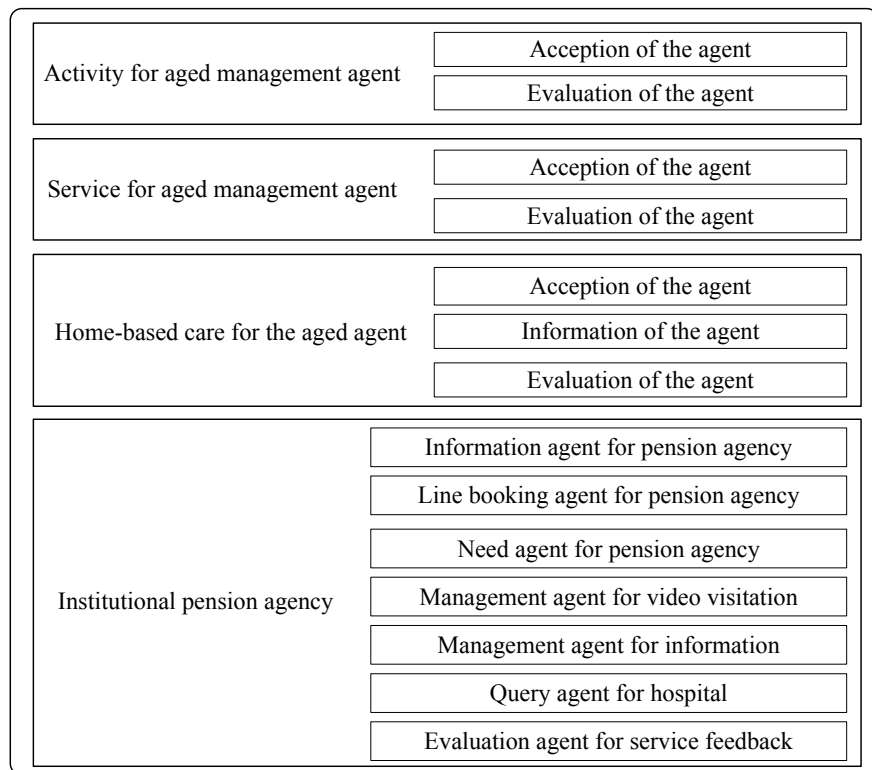 Activity for aged management agent
Acception of the agent
Evaluation of the agent
Service for aged management agent
Acception of the agent
Evaluation of the agent
Home-based care for the aged agent
Acception of the agent
Information of the agent
Evaluation of the agent
Institutional pension agency
Information agent for pension agency
Line booking agent for pension agency
Need agent for pension agency
Management agent for video visitation
Management agent for information
Query agent for hospital
Evaluation agent for service feedback